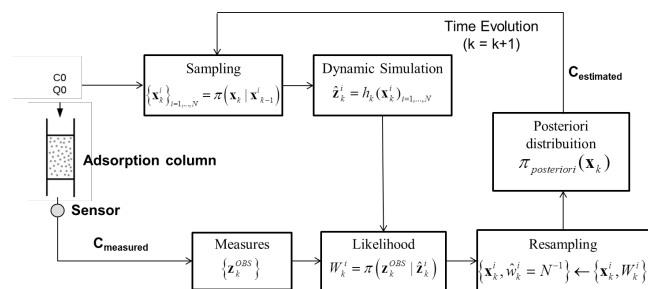 Time Evolution
(k = k+1)
C0
Q0
Sampling
{x_k^i}_{i=1,...,N} = π(x_k | x_{k-1}^i)
Dynamic Simulation
ẑ_k^i = h_k(x_k^i)_{i=1,...,N}
C_estimated
Posteriori
distribuition
π_posteriori(x_k)
Adsorption column
Sensor
C_measured
Measures
{z_k^OBS}
Likelihood
W_k^i = π(z_k^OBS | ẑ_k^i)
Resampling
{x_k^i, ŵ_k^i = N^{-1}} ← {x_k^i, W_k^i}